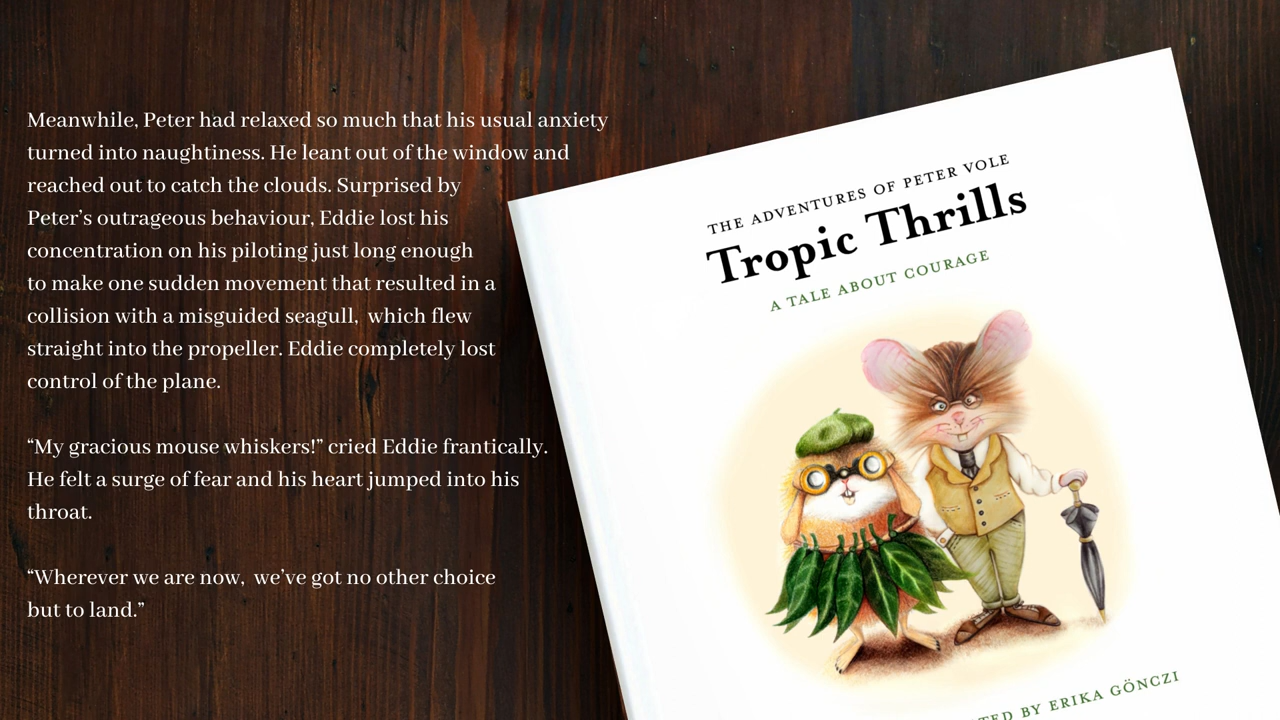 Meanwhile, Peter had relaxed so much that his usual anxiety
turned into naughtiness. He leant out of the window and
reached out to catch the clouds. Surprised by
Peter’s outrageous behaviour, Eddie lost his
concentration on his piloting just long enough
to make one sudden movement that resulted in a
collision with a misguided seagull,  which flew
straight into the propeller. Eddie completely lost
control of the plane.
“My gracious mouse whiskers!” cried Eddie frantically.
He felt a surge of fear and his heart jumped into his
throat.
“Wherever we are now,  we’ve got no other choice
but to land.”
THE ADVENTURES OF PETER VOLE
Tropic Thrills
A TALE ABOUT COURAGE
BY ERIKA GÖNCZI